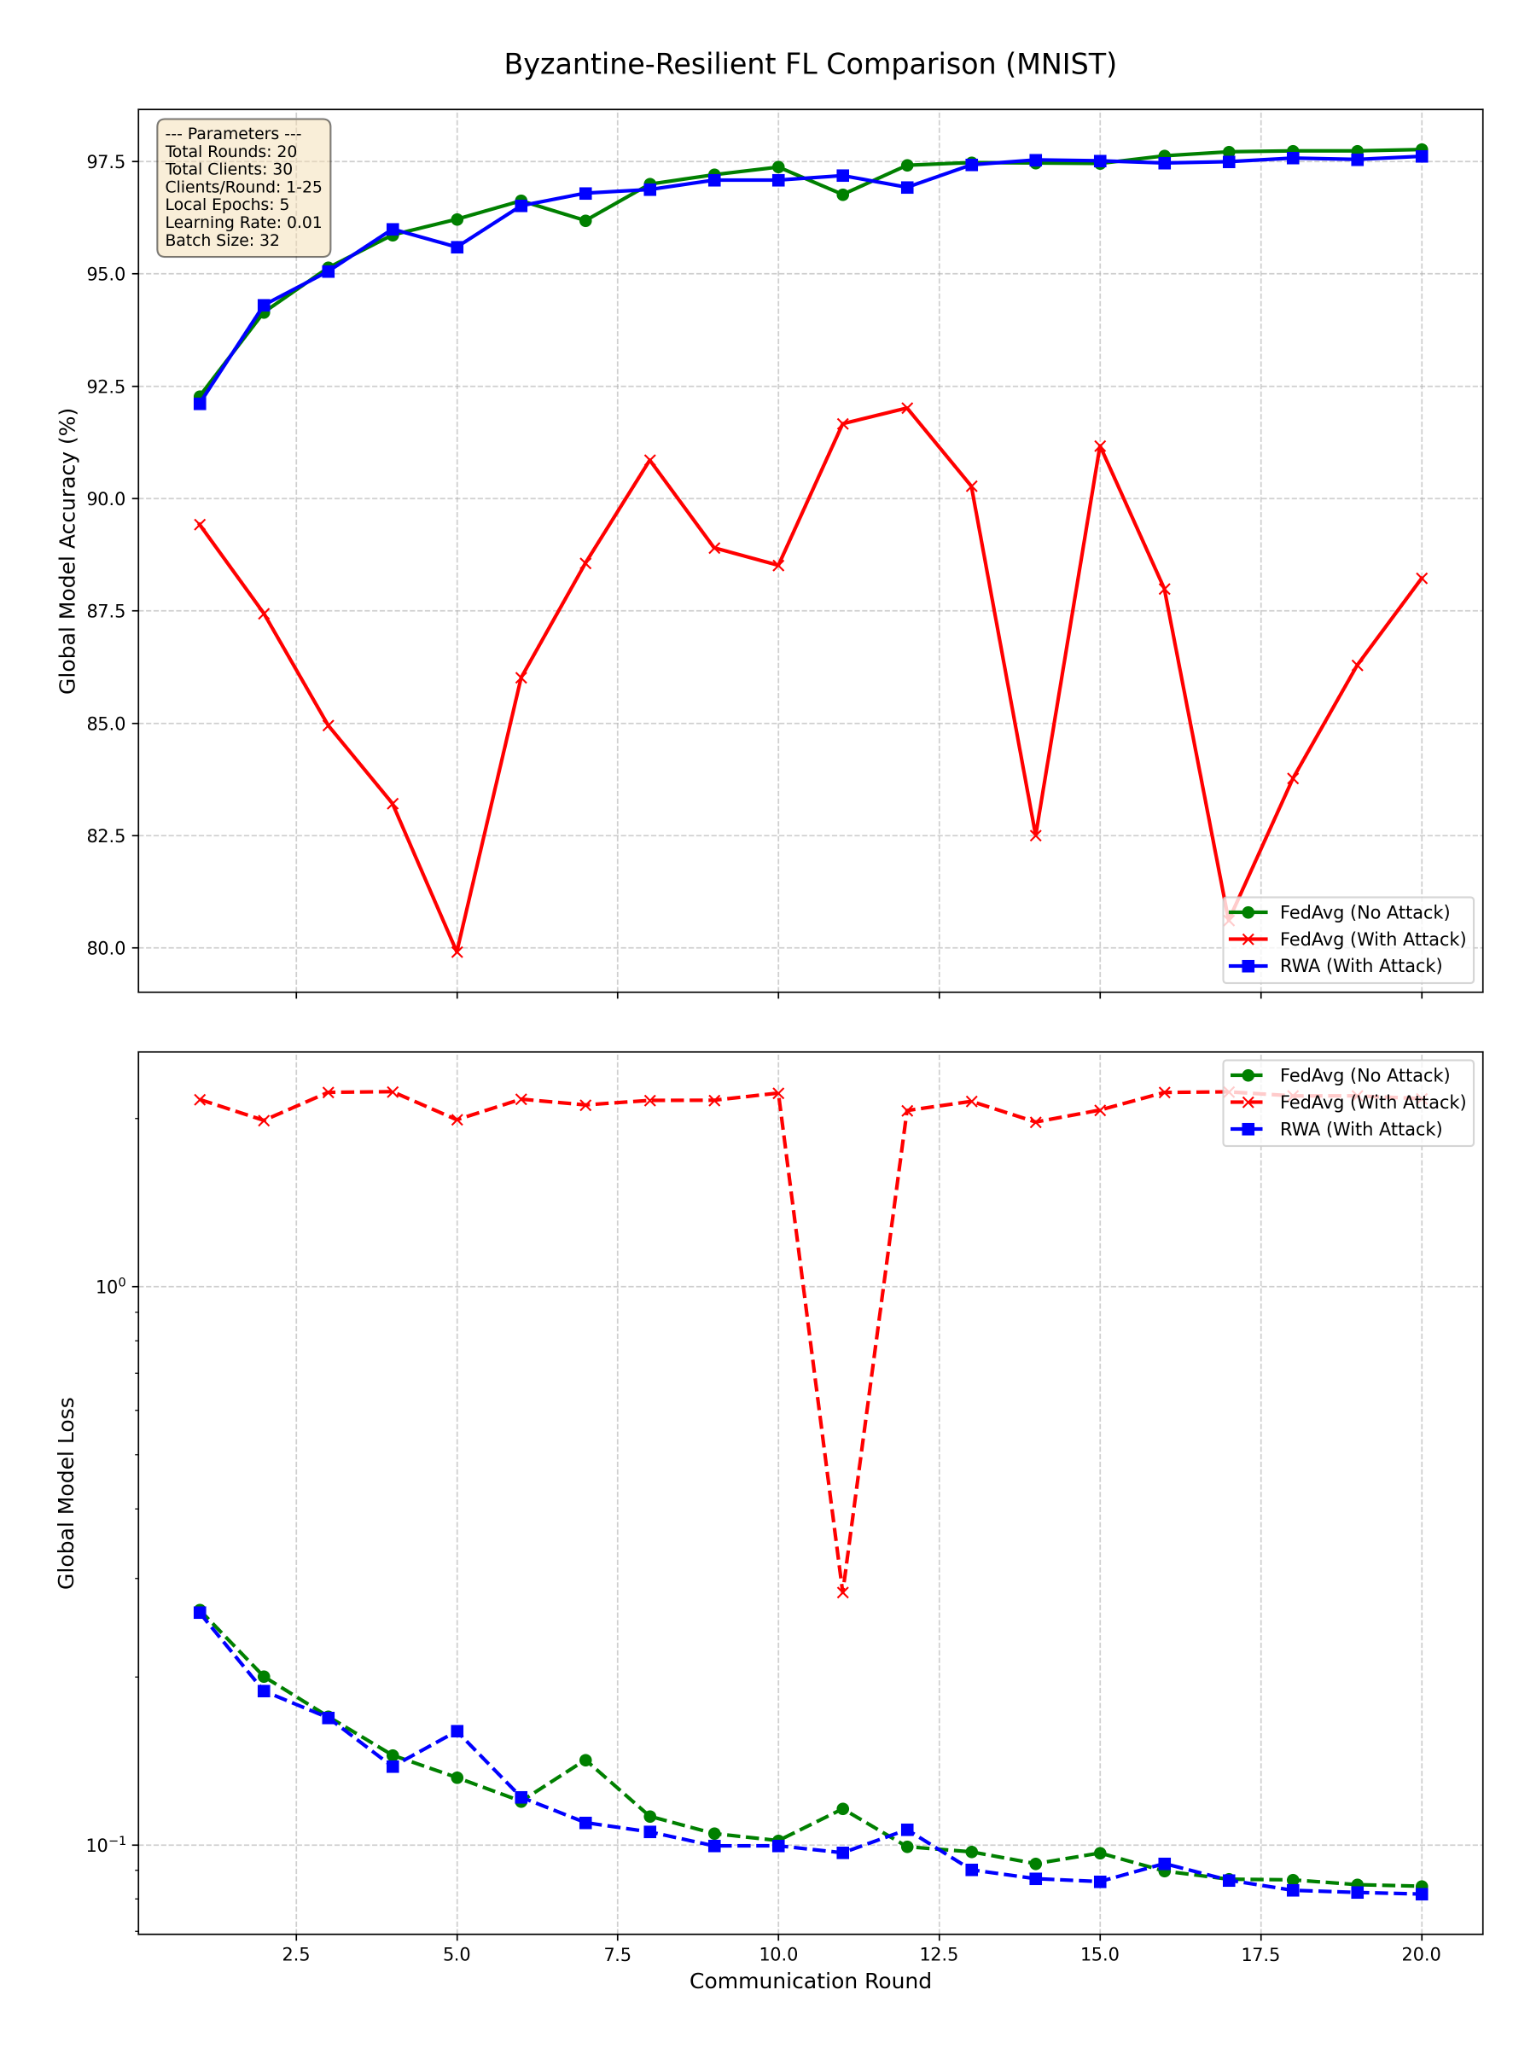 Byzantine-Resilient FL Comparison (MNIST)
--- Parameters ---
Total Rounds: 20
Total Clients: 30
Clients/Round: 1-25
Local Epochs: 5
Learning Rate: 0.01
Batch Size: 32
Global Model Accuracy (%)
97.5
95.0
92.5
90.0
87.5
85.0
82.5
80.0
FedAvg (No Attack)
FedAvg (With Attack)
RWA (With Attack)
FedAvg (No Attack)
FedAvg (With Attack)
RWA (With Attack)
Global Model Loss
10⁰
10⁻¹
2.5 5.0 7.5 10.0 12.5 15.0 17.5 20.0
Communication Round